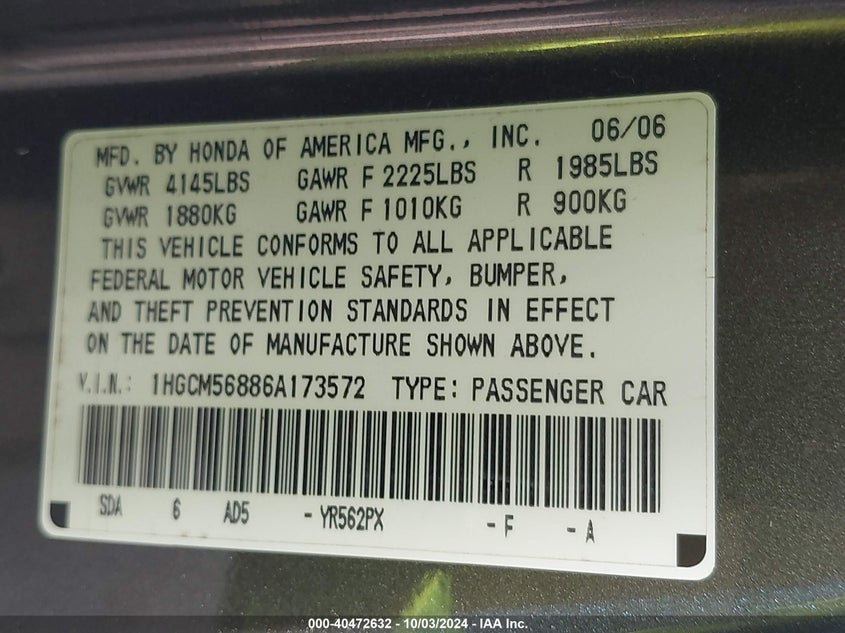 MFD. BY HONDA OF AMERICA MFG., INC. 06/06
GVWR 4145LBS GAWR F 2225LBS R 1985LBS
GVWR 1880KG GAWR F 1010KG R 900KG
THIS VEHICLE CONFORMS TO ALL APPLICABLE
FEDERAL MOTOR VEHICLE SAFETY, BUMPER,
AND THEFT PREVENTION STANDARDS IN EFFECT
ON THE DATE OF MANUFACTURE SHOWN ABOVE.
V.I.N.: 1HGCM56886A173572 TYPE: PASSENGER CAR
SDA 6 AD5 - YR562PX - F - A
000-40472632 - 10/03/2024 - IAA Inc.